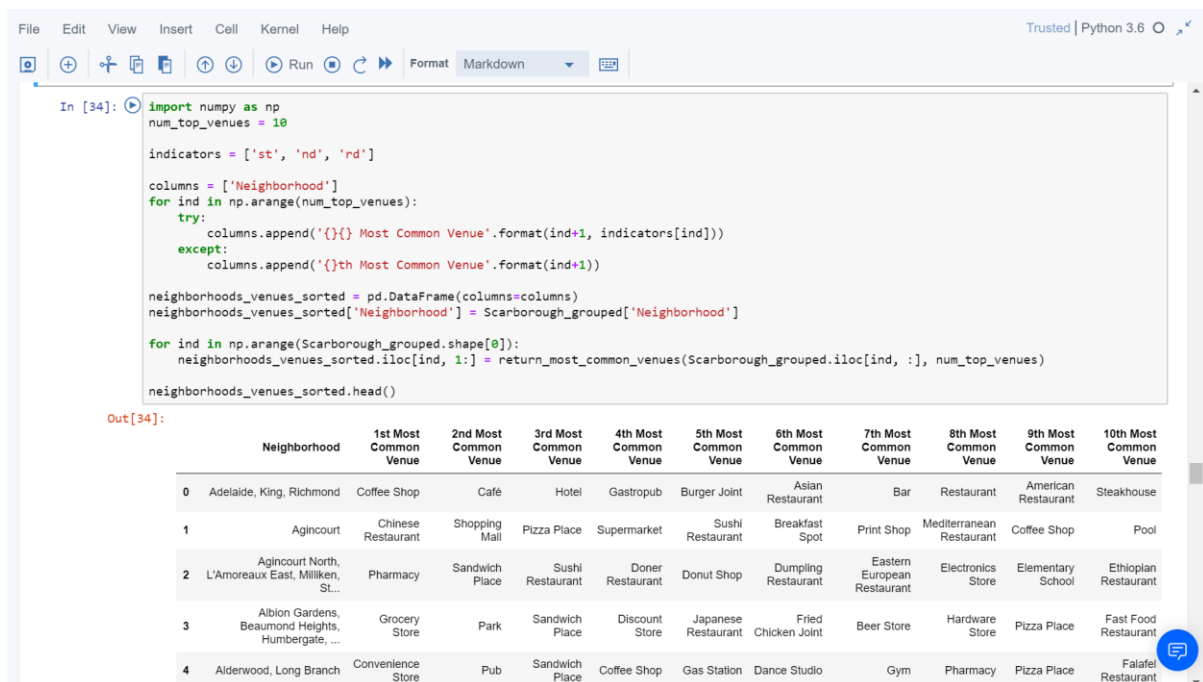 File Edit View Insert Cell Kernel Help
Trusted | Python 3.6
Run Format Markdown
In [34]:
import numpy as np
num_top_venues = 10
indicators = ['st', 'nd', 'rd']
columns = ['Neighborhood']
for ind in np.arange(num_top_venues):
    try:
        columns.append('{}{} Most Common Venue'.format(ind+1, indicators[ind]))
    except:
        columns.append('{}th Most Common Venue'.format(ind+1))
neighborhoods_venues_sorted = pd.DataFrame(columns=columns)
neighborhoods_venues_sorted['Neighborhood'] = Scarborough_grouped['Neighborhood']
for ind in np.arange(Scarborough_grouped.shape[0]):
    neighborhoods_venues_sorted.iloc[ind, 1:] = return_most_common_venues(Scarborough_grouped.iloc[ind, :], num_top_venues)
neighborhoods_venues_sorted.head()
Out[34]:
1st Most 2nd Most 3rd Most 4th Most 5th Most 6th Most 7th Most 8th Most 9th Most 10th Most
Neighborhood Common Common Common Common Common Common Common Common Common Common
Venue Venue Venue Venue Venue Venue Venue Venue Venue Venue
0 Adelaide, King, Richmond Coffee Shop Café Hotel Gastropub Burger Joint Asian Restaurant Bar Restaurant American Restaurant Steakhouse
1 Agincourt Chinese Restaurant Shopping Mall Pizza Place Supermarket Sushi Restaurant Breakfast Spot Print Shop Mediterranean Restaurant Coffee Shop Pool
2 Agincourt North, L'Amoreaux East, Milliken, St... Pharmacy Sandwich Place Sushi Restaurant Doner Restaurant Donut Shop Dumpling Restaurant Eastern European Restaurant Electronics Store Elementary School Ethiopian Restaurant
3 Albion Gardens, Beaumond Heights, Humbergate, ... Grocery Store Park Sandwich Place Discount Store Japanese Restaurant Fried Chicken Joint Beer Store Hardware Store Pizza Place Fast Food Restaurant
4 Alderwood, Long Branch Convenience Store Pub Sandwich Place Coffee Shop Gas Station Dance Studio Gym Pharmacy Pizza Place Falafel Restaurant